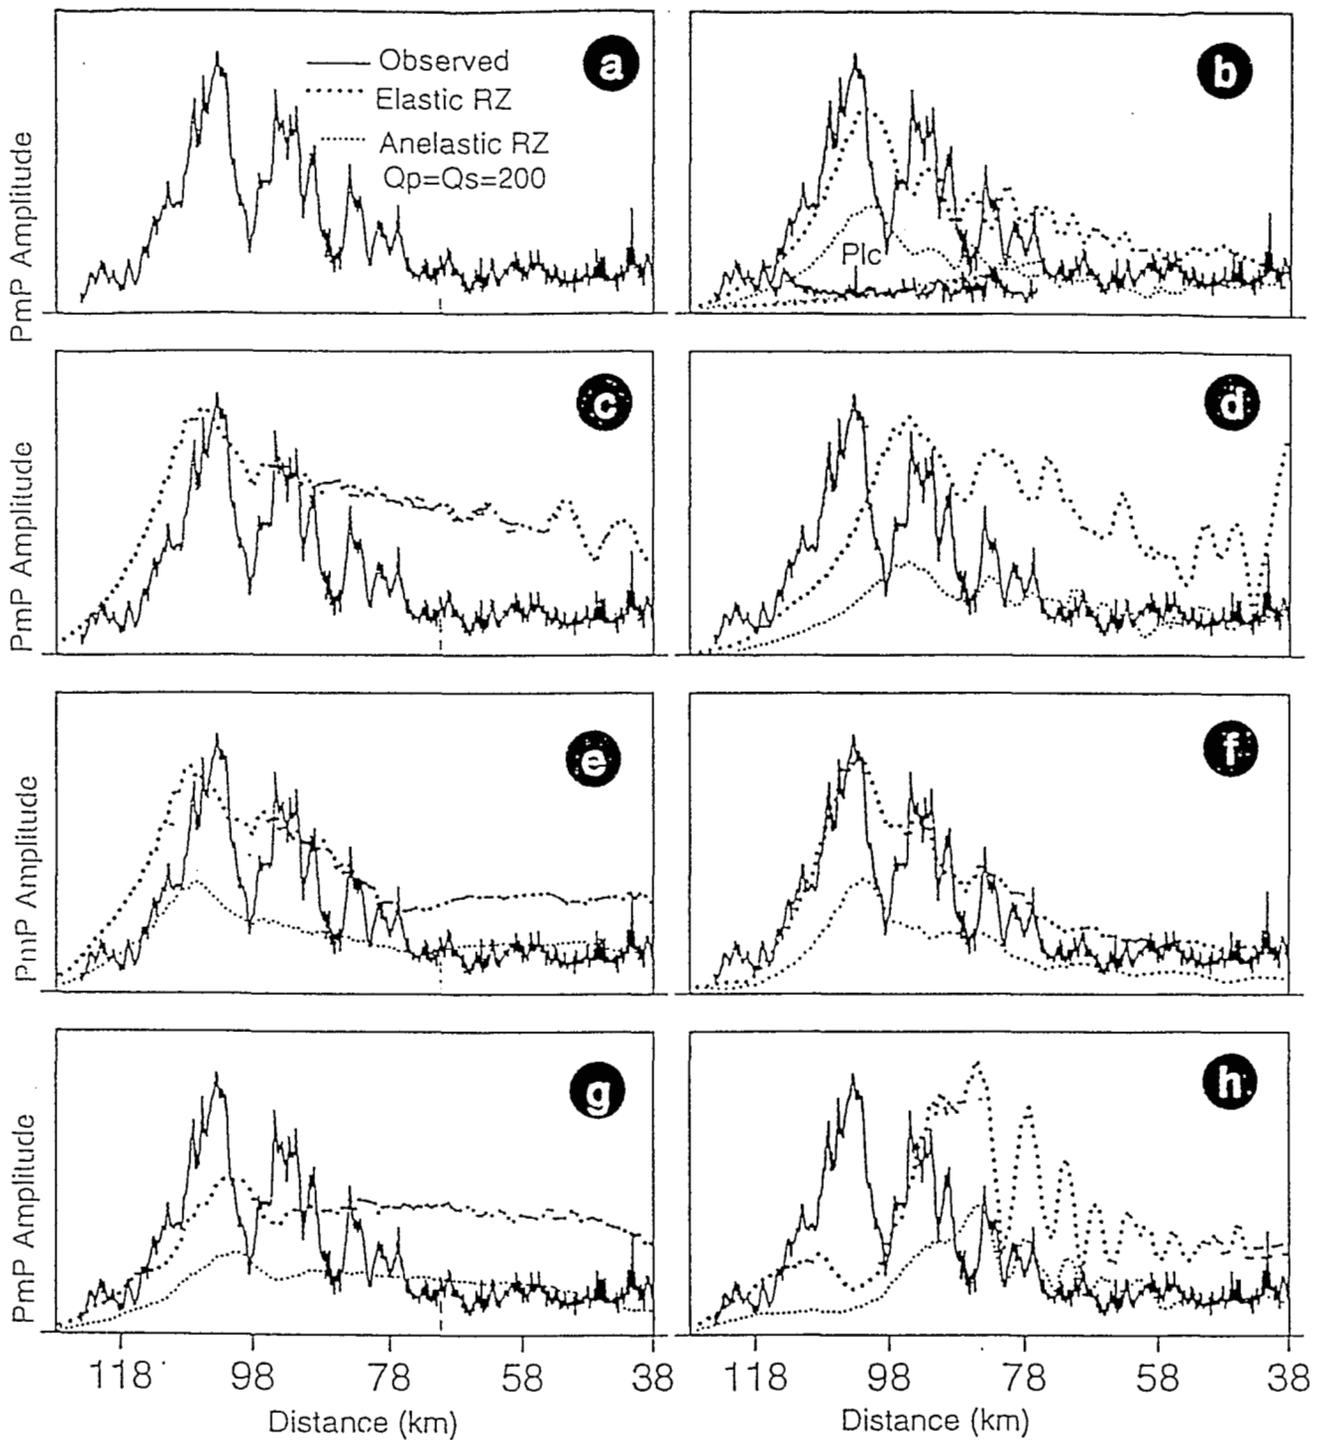 a
Observed
Elastic RZ
Anelastic RZ
Qp=Qs=200
PmP Amplitude
b
Plc
c
PmP Amplitude
d
e
PmP Amplitude
f
g
PmP Amplitude
h
118 98 78 58 38
Distance (km)
118 98 78 58 38
Distance (km)